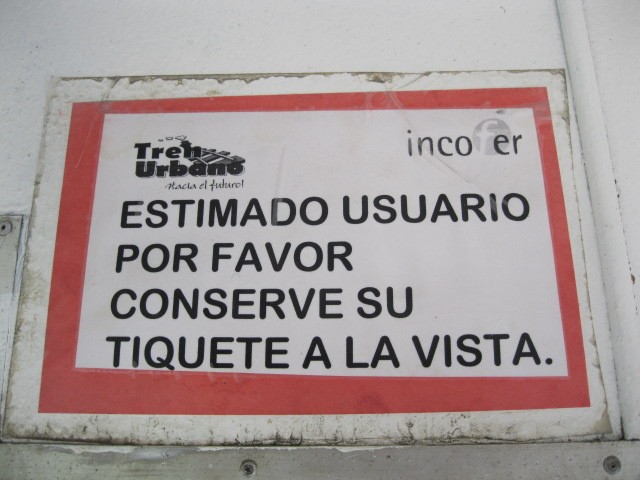 Tren incofer
Urbano
¡Hacia el futuro!
ESTIMADO USUARIO
POR FAVOR
CONSERVE SU
TIQUETE A LA VISTA.